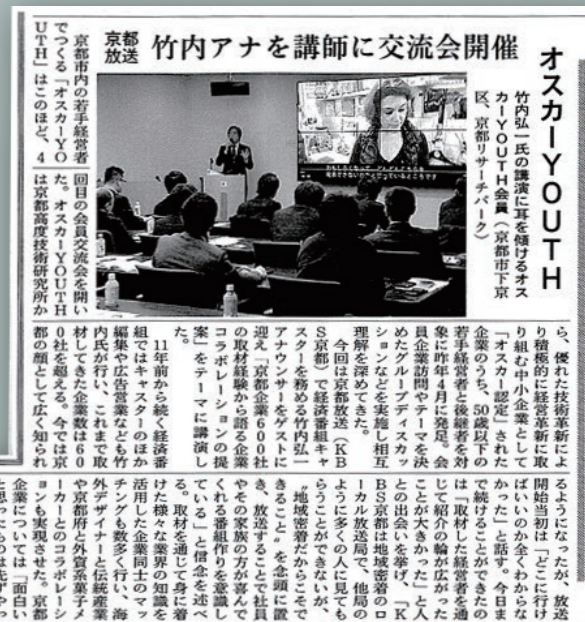 オスカーYOUTH
京都
放送
竹内アナを講師に交流会開催
竹内弘一氏の講演に耳を傾けるオス
カーYOUTH会員（京都市下京
区、京都リサーチパーク）
京都市内の若手経営者
でつくる「オスカーYO
UTH」はこのほど、4
回目の会員交流会を開い
た。オスカーYOUTH
は京都高度技術研究所か
ら、優れた技術革新によ
り積極的に経営革新に取
り組む中小企業として
「オスカー認定」された
企業のうち、50歳以下の
若手経営者と後継者を対
象に昨年4月に発足。会
員企業訪問やテーマを決
めたグループディスカッ
ションなどを実施し相互
理解を深めてきた。
今回は京都放送（KB
S京都）で経済番組キャ
スターを務める竹内弘一
アナウンサーをゲストに
迎え「京都企業600社
の取材経験から語る企業
コラボレーションの提
案」をテーマに講演し
た。
11年前から続く経済番
組ではキャスターのほか
編集や広告営業なども竹
内氏が行い、これまで取
材してきた企業数は60
0社を超える。今では京
都の顔として広く知られ
るようになったが、放送
開始当初は「どこに行け
ばいいのか全くわからな
かった」と話す。今日ま
で続けることができたの
は「取材した経営者を通
じて紹介の輪が広がった
ことが大きかった」と人
との出会いを挙げ、「K
BS京都は地域密着のロ
ーカル放送局で、他局の
ように多くの人に見ても
らうことができないが、
“地域密着だからこそで
きること”を念頭に置
き、放送することで社員
やその家族の方が喜んで
くれる番組作りを意識し
ている」と信念を述べ
る。取材を通じて身に着
けた様々な業界の知識を
活用した企業同士のマッ
チングも数多く行い、海
外デザイナーと伝統産業
や京都府と外資系菓子メ
ーカーとのコラボレーシ
ョンも実現させた。京都
企業については「面白い